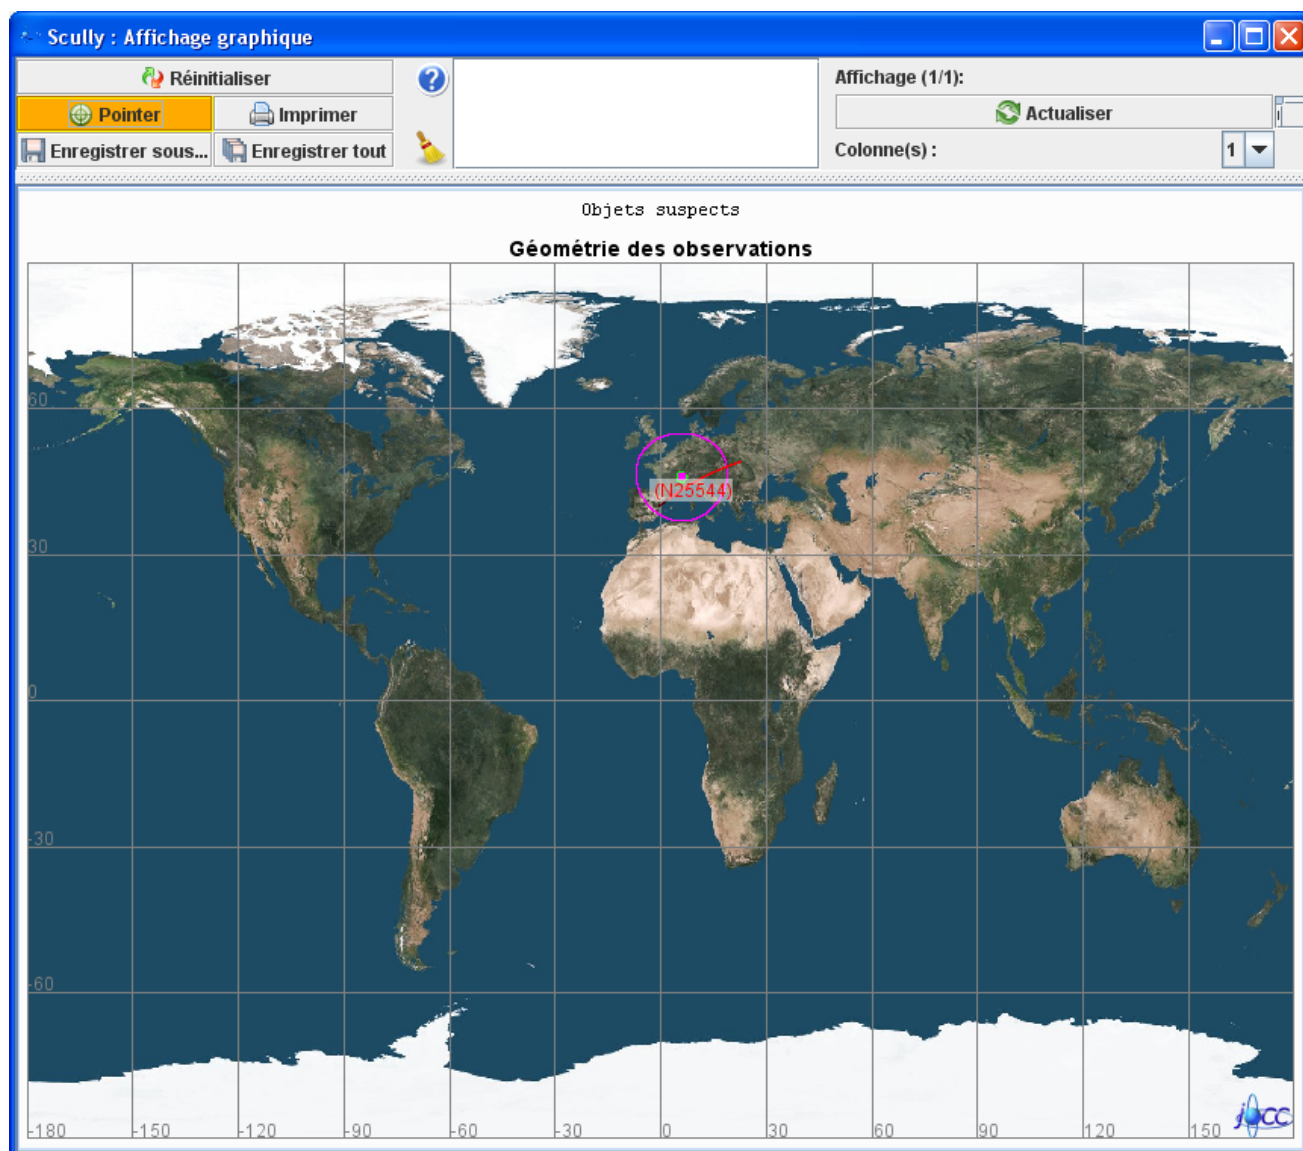 Scully : Affichage graphique
Réinitialiser
Pointer
Imprimer
Enregistrer sous...
Enregistrer tout
?
Affichage (1/1):
Actualiser
Colonne(s) :
1
Objets suspects
Géométrie des observations
60
(N25544)
30
0
-30
-60
-180
-150
-120
-90
-60
-30
0
30
60
90
120
150
jOCC